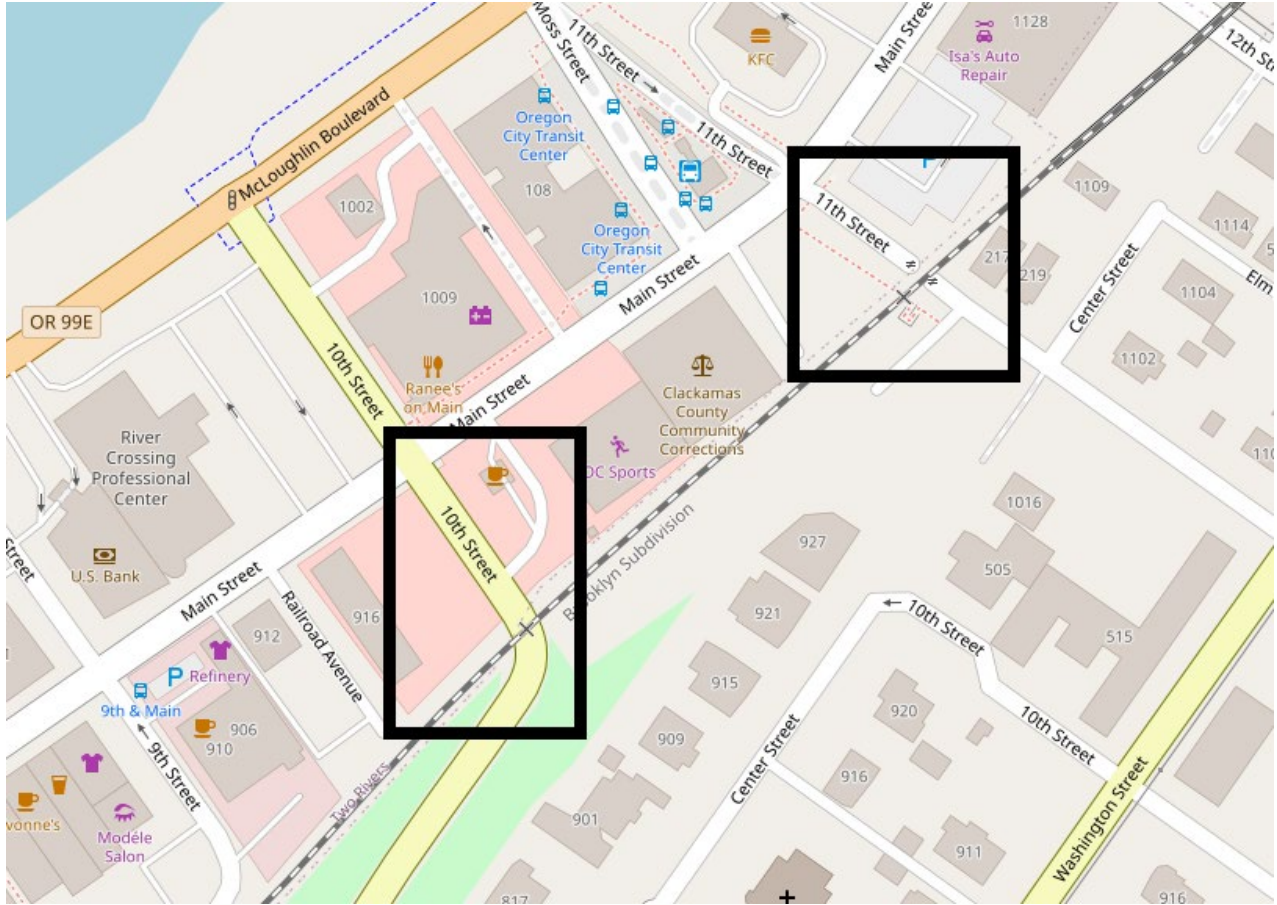 1128
12th St
Moss Street
11th Street
KFC
Main Street
Isa's Auto
Repair
McLoughlin Boulevard
Oregon
City Transit
Center
11th Street
1109
108
1002
11th Street
1114
Oregon
City Transit
Center
217
219
Center Street
Elm
1104
Main Street
1009
OR 99E
1102
10th Street
Ranee's
on Main
Clackamas
County
Community
Corrections
Main Street
River
Crossing
Professional
Center
OC Sports
1016
10th Street
Brooklyn Subdivision
927
505
U.S. Bank
Main Street
916
921
10th Street
515
912
Railroad Avenue
Refinery
P
915
9th & Main
906
910
920
10th Street
909
9th Street
Center Street
916
Two Rivers
901
Washington Street
Modéle
Salon
911
817
916